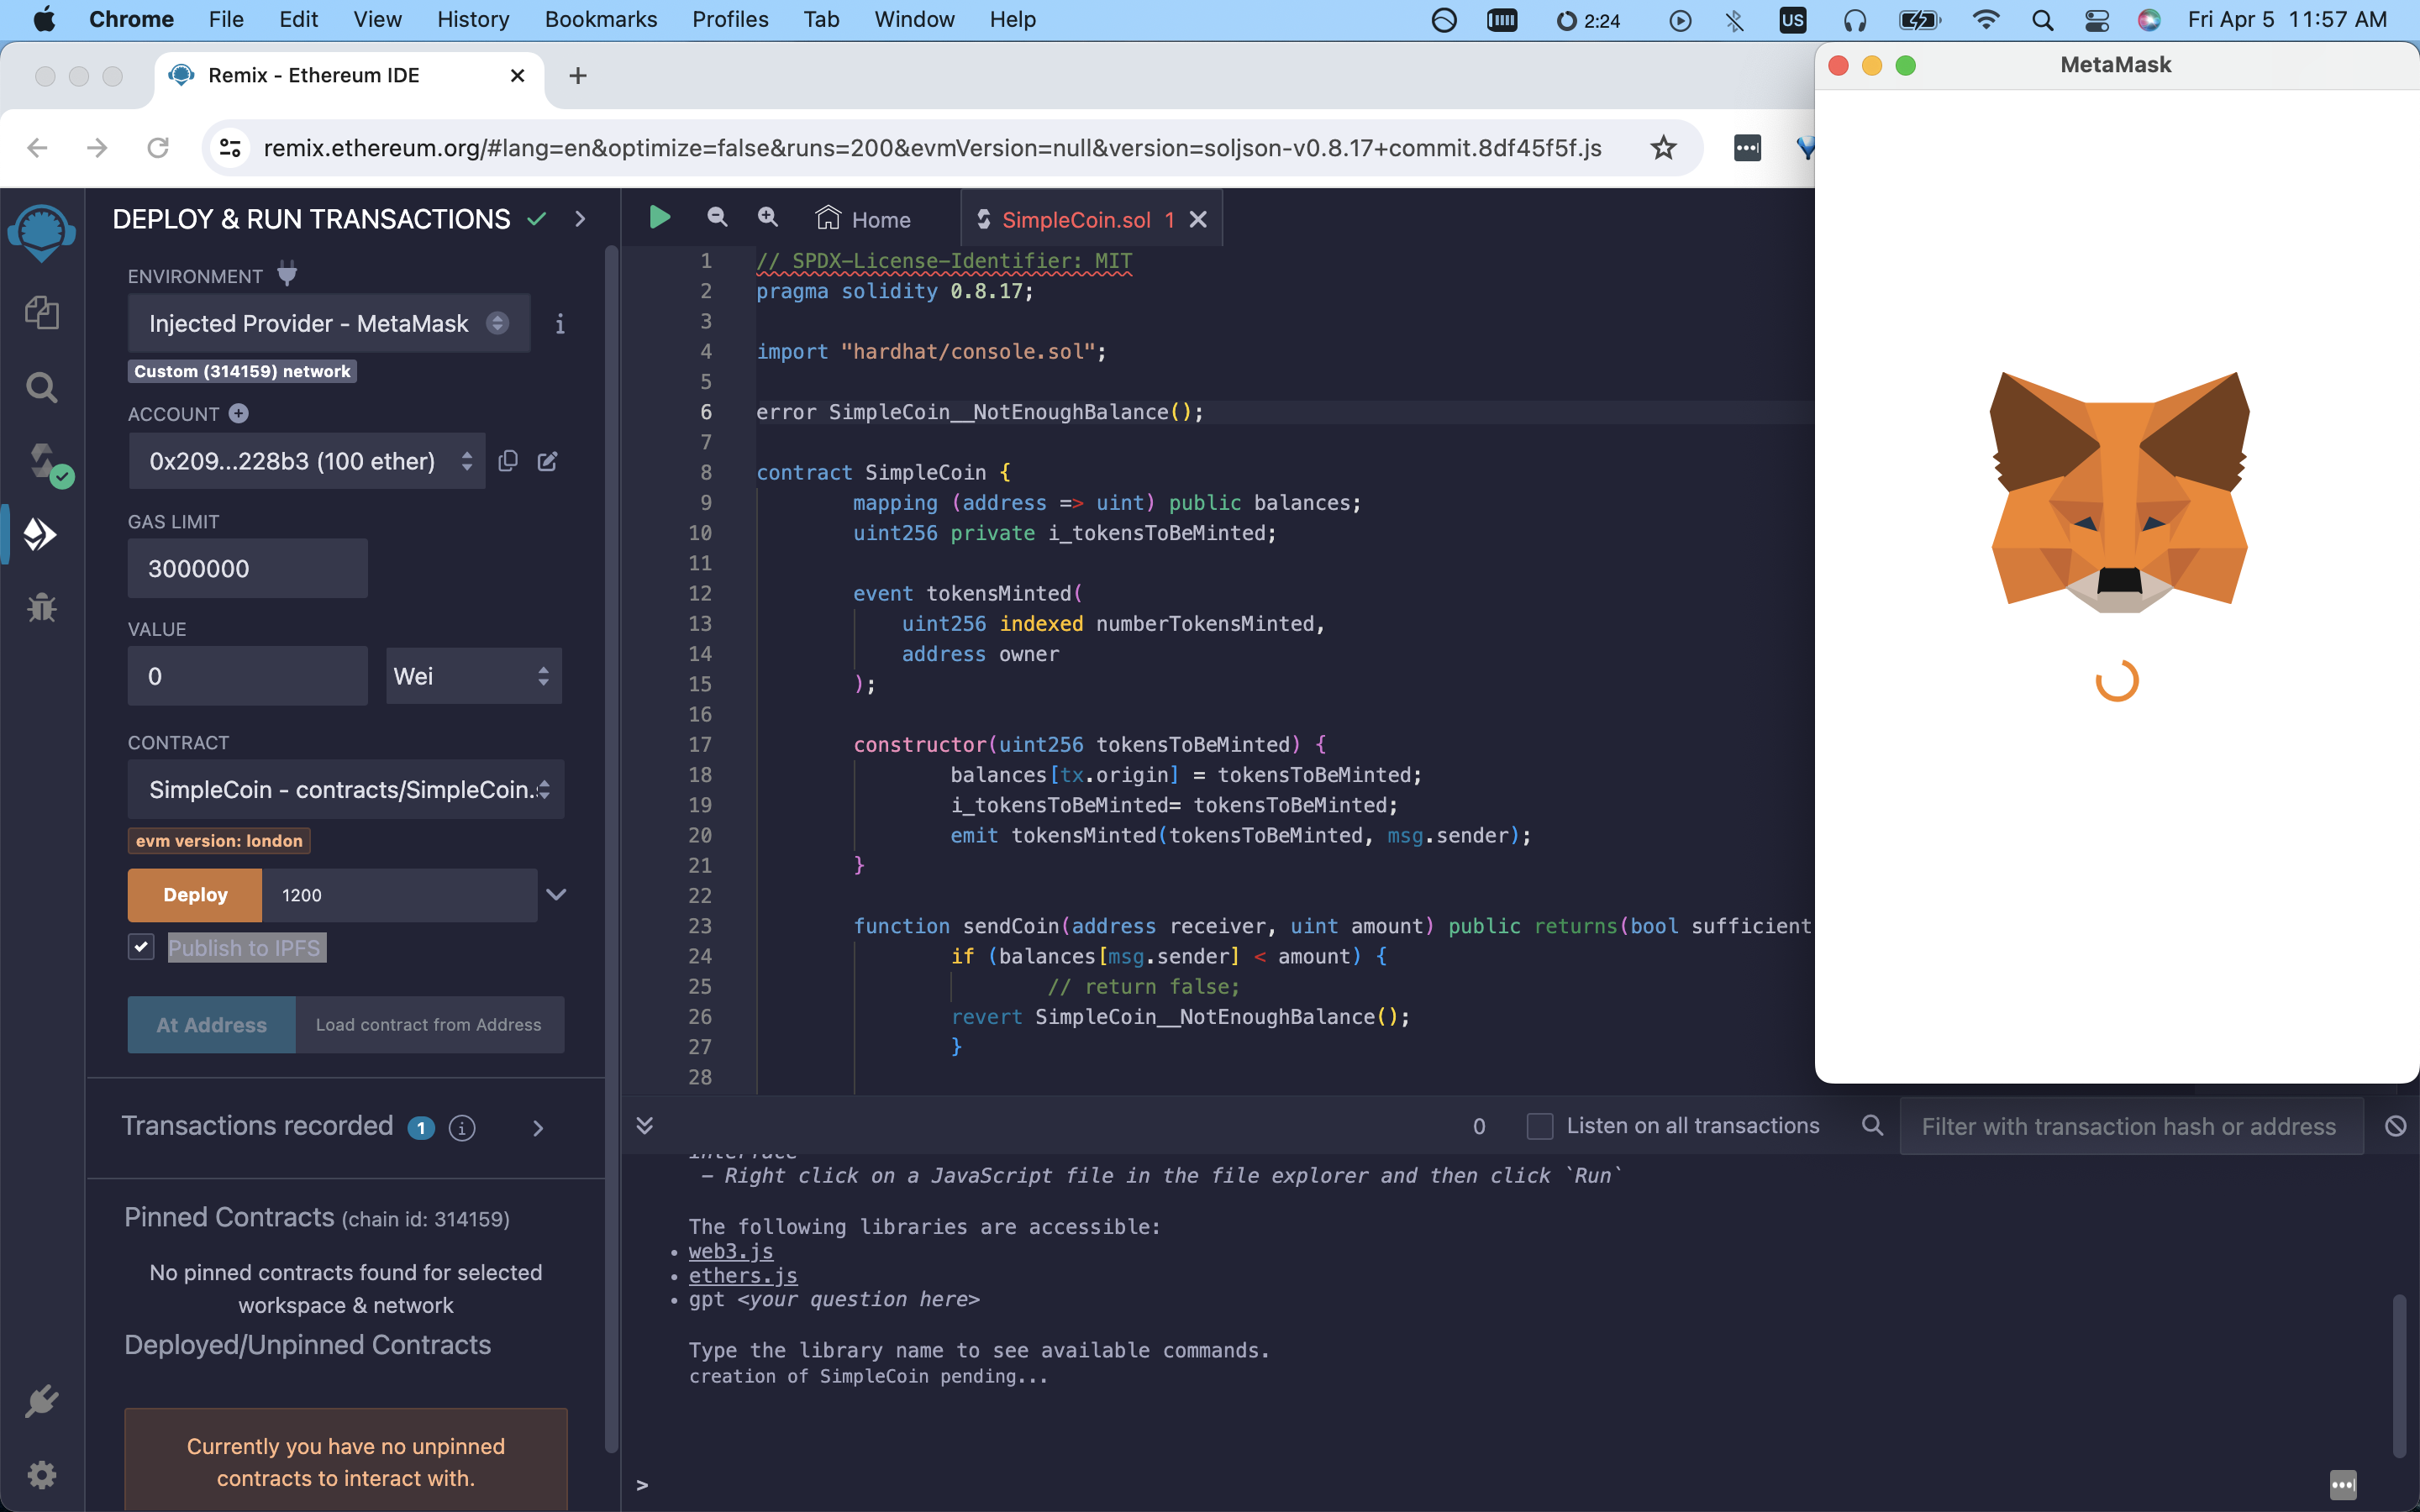 Chrome File Edit View History Bookmarks Profiles Tab Window Help 2:24 US Fri Apr 5 11:57 AM
Remix - Ethereum IDE
MetaMask
remix.ethereum.org/#lang=en&optimize=false&runs=200&evmVersion=null&version=soljson-v0.8.17+commit.8df45f5f.js
DEPLOY & RUN TRANSACTIONS
ENVIRONMENT
Injected Provider - MetaMask
i
Custom (314159) network
ACCOUNT
0x209...228b3 (100 ether)
GAS LIMIT
3000000
VALUE
0
Wei
CONTRACT
SimpleCoin - contracts/SimpleCoin.s
evm version: london
Deploy
1200
Publish to IPFS
At Address
Load contract from Address
Transactions recorded 1 i
Pinned Contracts (chain id: 314159)
No pinned contracts found for selected
workspace & network
Deployed/Unpinned Contracts
Currently you have no unpinned
contracts to interact with.
Home
SimpleCoin.sol 1
1 // SPDX-License-Identifier: MIT
2 pragma solidity 0.8.17;
3
4 import "hardhat/console.sol";
5
6 error SimpleCoin__NotEnoughBalance();
7
8 contract SimpleCoin {
9 mapping (address => uint) public balances;
10 uint256 private i_tokensToBeMinted;
11
12 event tokensMinted(
13 uint256 indexed numberTokensMinted,
14 address owner
15 );
16
17 constructor(uint256 tokensToBeMinted) {
18 balances[tx.origin] = tokensToBeMinted;
19 i_tokensToBeMinted= tokensToBeMinted;
20 emit tokensMinted(tokensToBeMinted, msg.sender);
21 }
22
23 function sendCoin(address receiver, uint amount) public returns(bool sufficient
24 if (balances[msg.sender] < amount) {
25 // return false;
26 revert SimpleCoin__NotEnoughBalance();
27 }
28
0
Listen on all transactions
Filter with transaction hash or address
interface
- Right click on a JavaScript file in the file explorer and then click `Run`
The following libraries are accessible:
• web3.js
• ethers.js
• gpt <your question here>
Type the library name to see available commands.
creation of SimpleCoin pending...
>